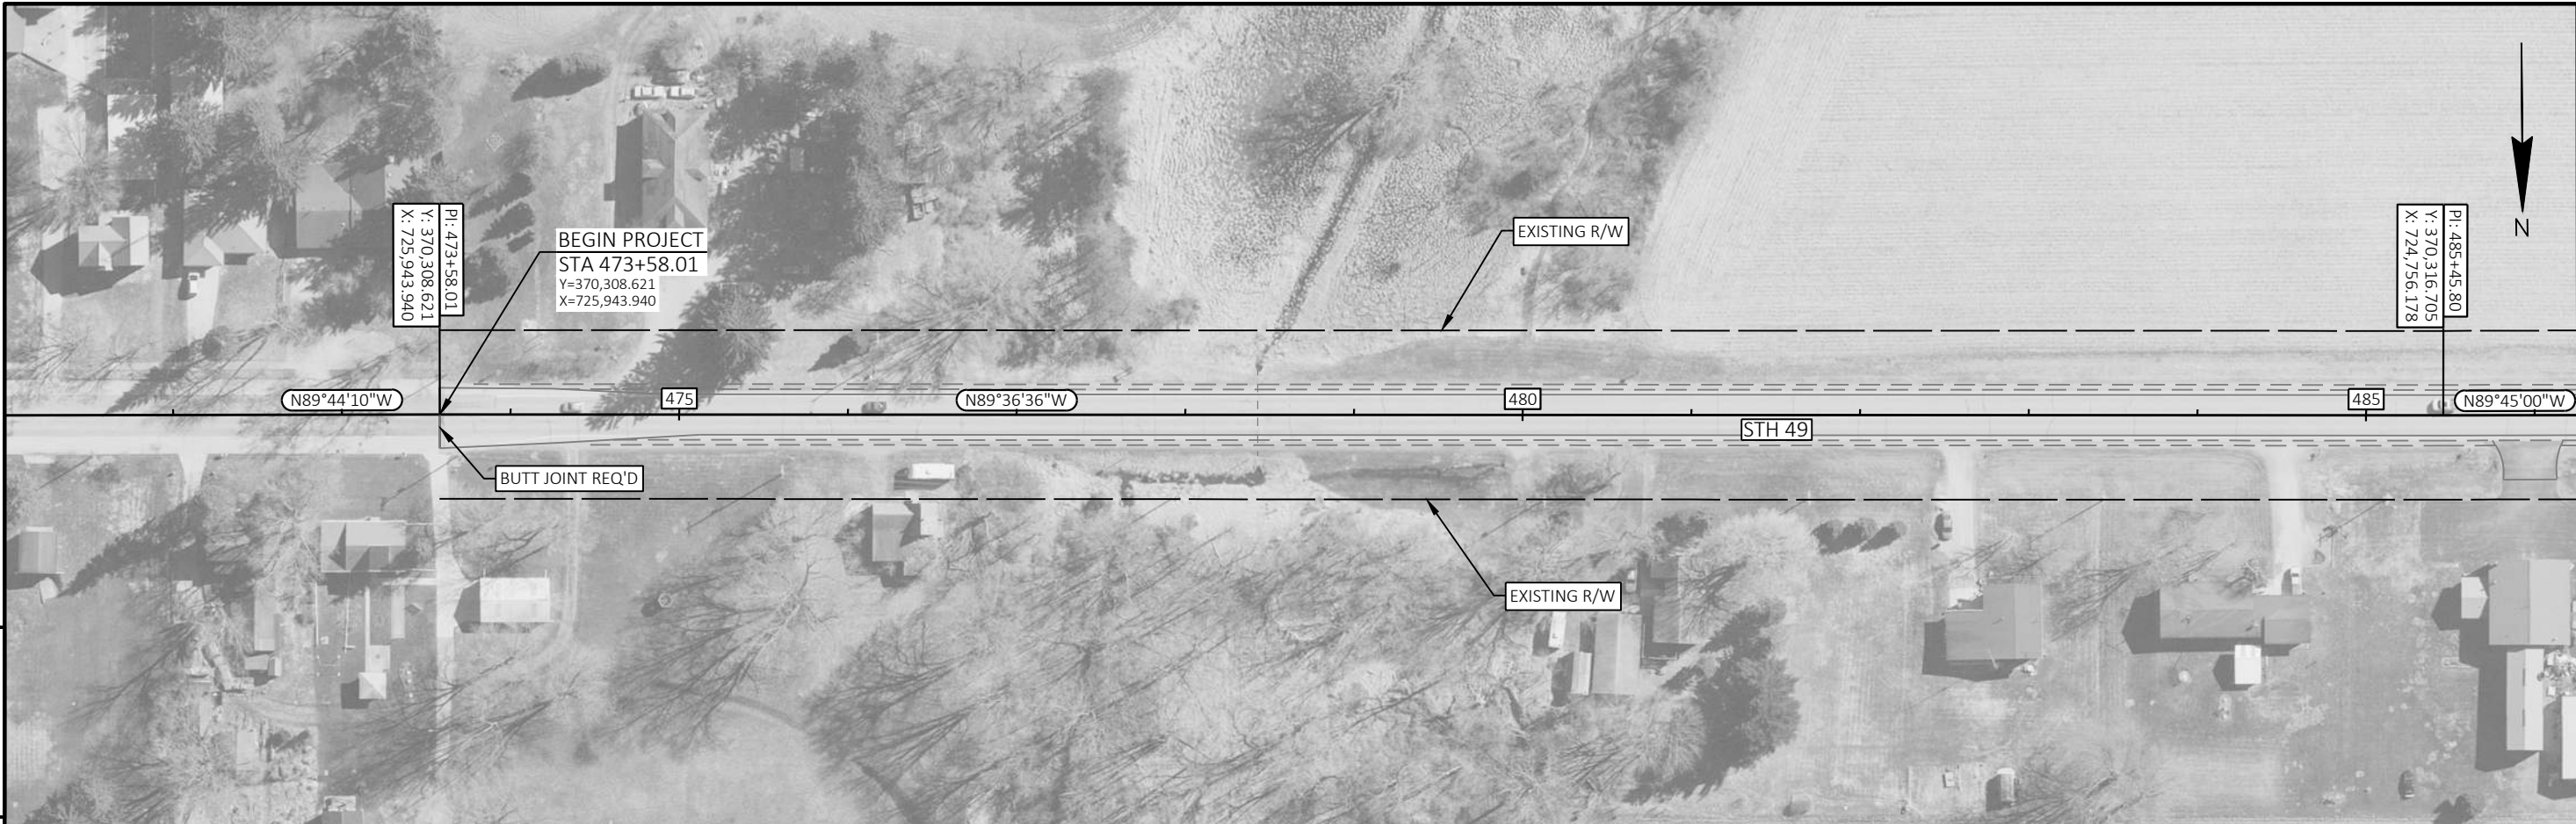 PI: 473+58.01
Y: 370,308.621
X: 725,943.940
BEGIN PROJECT
STA 473+58.01
Y=370,308.621
X=725,943.940
EXISTING R/W
PI: 485+45.80
Y: 370,316.705
X: 724,756.178
N
N89°44'10"W
475
N89°36'36"W
480
485
N89°45'00"W
STH 49
BUTT JOINT REQ'D
EXISTING R/W